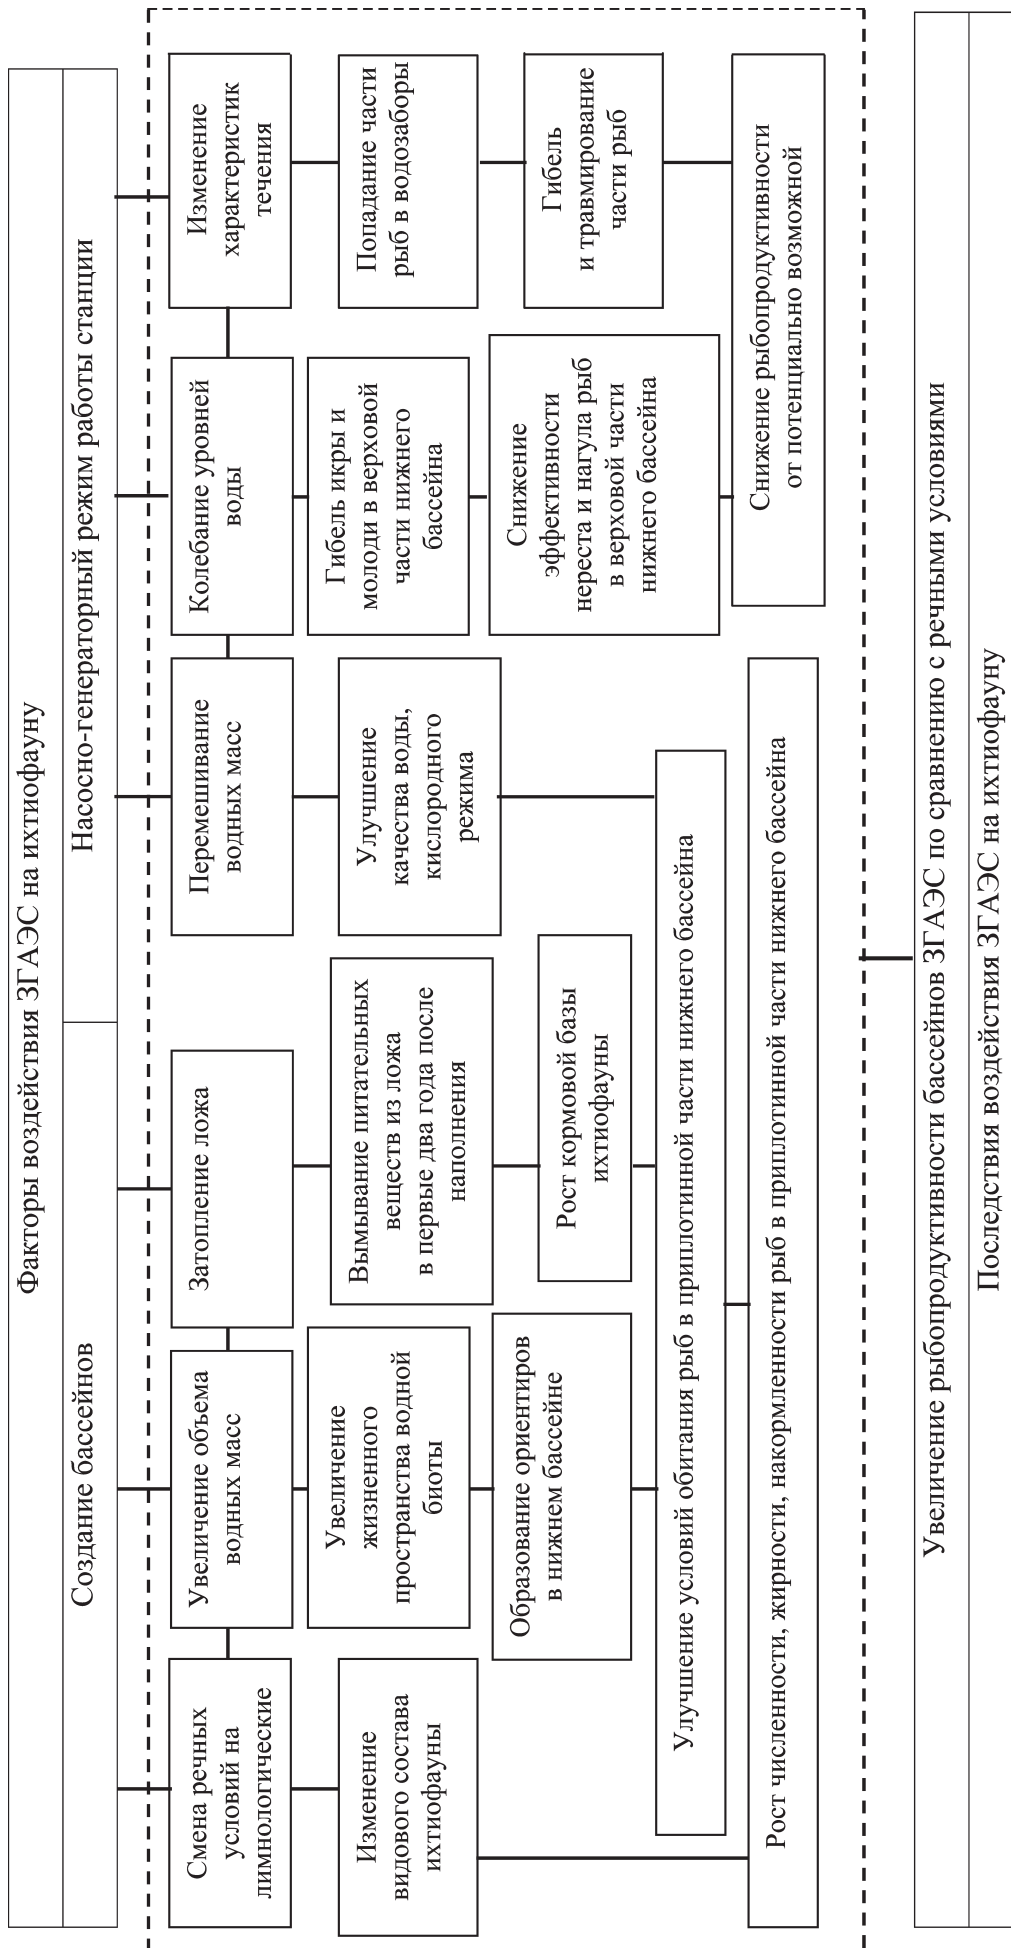 Факторы воздействия ЗГАЭС на ихтиофауну
Создание бассейнов
Насосно-генераторный режим работы станции
Смена речных
условий на
лимнологические
Увеличение объема
водных масс
Затопление ложа
Перемешивание
водных масс
Колебание уровней
воды
Изменение
характеристик
течения
Изменение
видового состава
ихтиофауны
Увеличение
жизненного
пространства водной
биоты
Вымывание питательных
веществ из ложа
в первые два года после
наполнения
Улучшение
качества воды,
кислородного
режима
Гибель икры и
молоди в верховой
части нижнего
бассейна
Попадание части
рыб в водозаборы
Образование ориентиров
в нижнем бассейне
Рост кормовой базы
ихтиофауны
Снижение
эффективности
нереста и нагула рыб
в верховой части
нижнего бассейна
Гибель
и травмирование
части рыб
Улучшение условий обитания рыб в приплотинной части нижнего бассейна
Рост численности, жирности, накормленности рыб в приплотинной части нижнего бассейна
Снижение рыбопродуктивности
от потенциально возможной
Увеличение рыбопродуктивности бассейнов ЗГАЭС по сравнению с речными условиями
Последствия воздействия ЗГАЭС на ихтиофауну